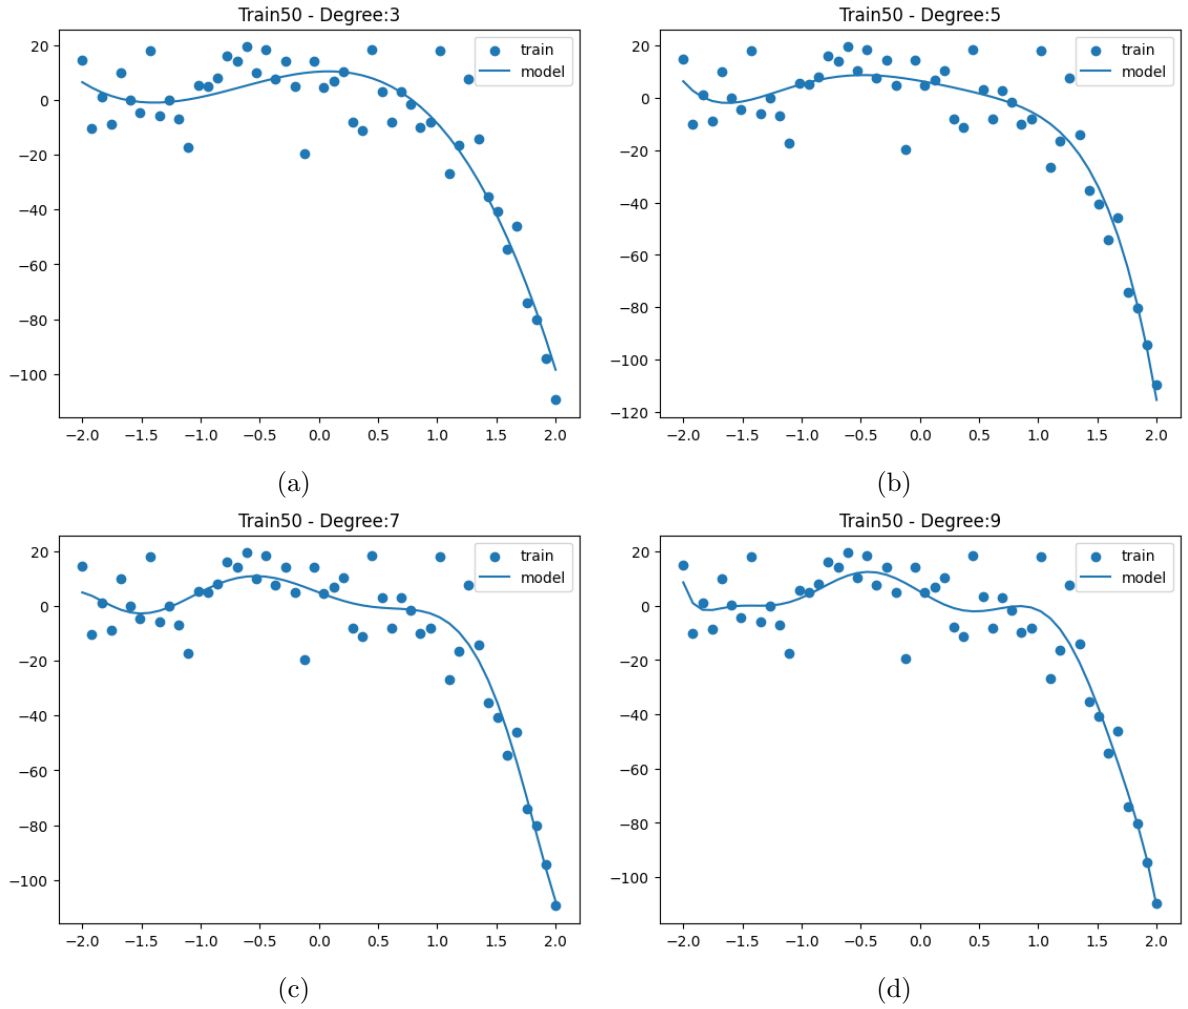 Train50 - Degree:3
train
model
20
0
−20
−40
−60
−80
−100
−2.0 −1.5 −1.0 −0.5 0.0 0.5 1.0 1.5 2.0
(a)
Train50 - Degree:5
train
model
20
0
−20
−40
−60
−80
−100
−120
−2.0 −1.5 −1.0 −0.5 0.0 0.5 1.0 1.5 2.0
(b)
Train50 - Degree:7
train
model
20
0
−20
−40
−60
−80
−100
−2.0 −1.5 −1.0 −0.5 0.0 0.5 1.0 1.5 2.0
(c)
Train50 - Degree:9
train
model
20
0
−20
−40
−60
−80
−100
−2.0 −1.5 −1.0 −0.5 0.0 0.5 1.0 1.5 2.0
(d)